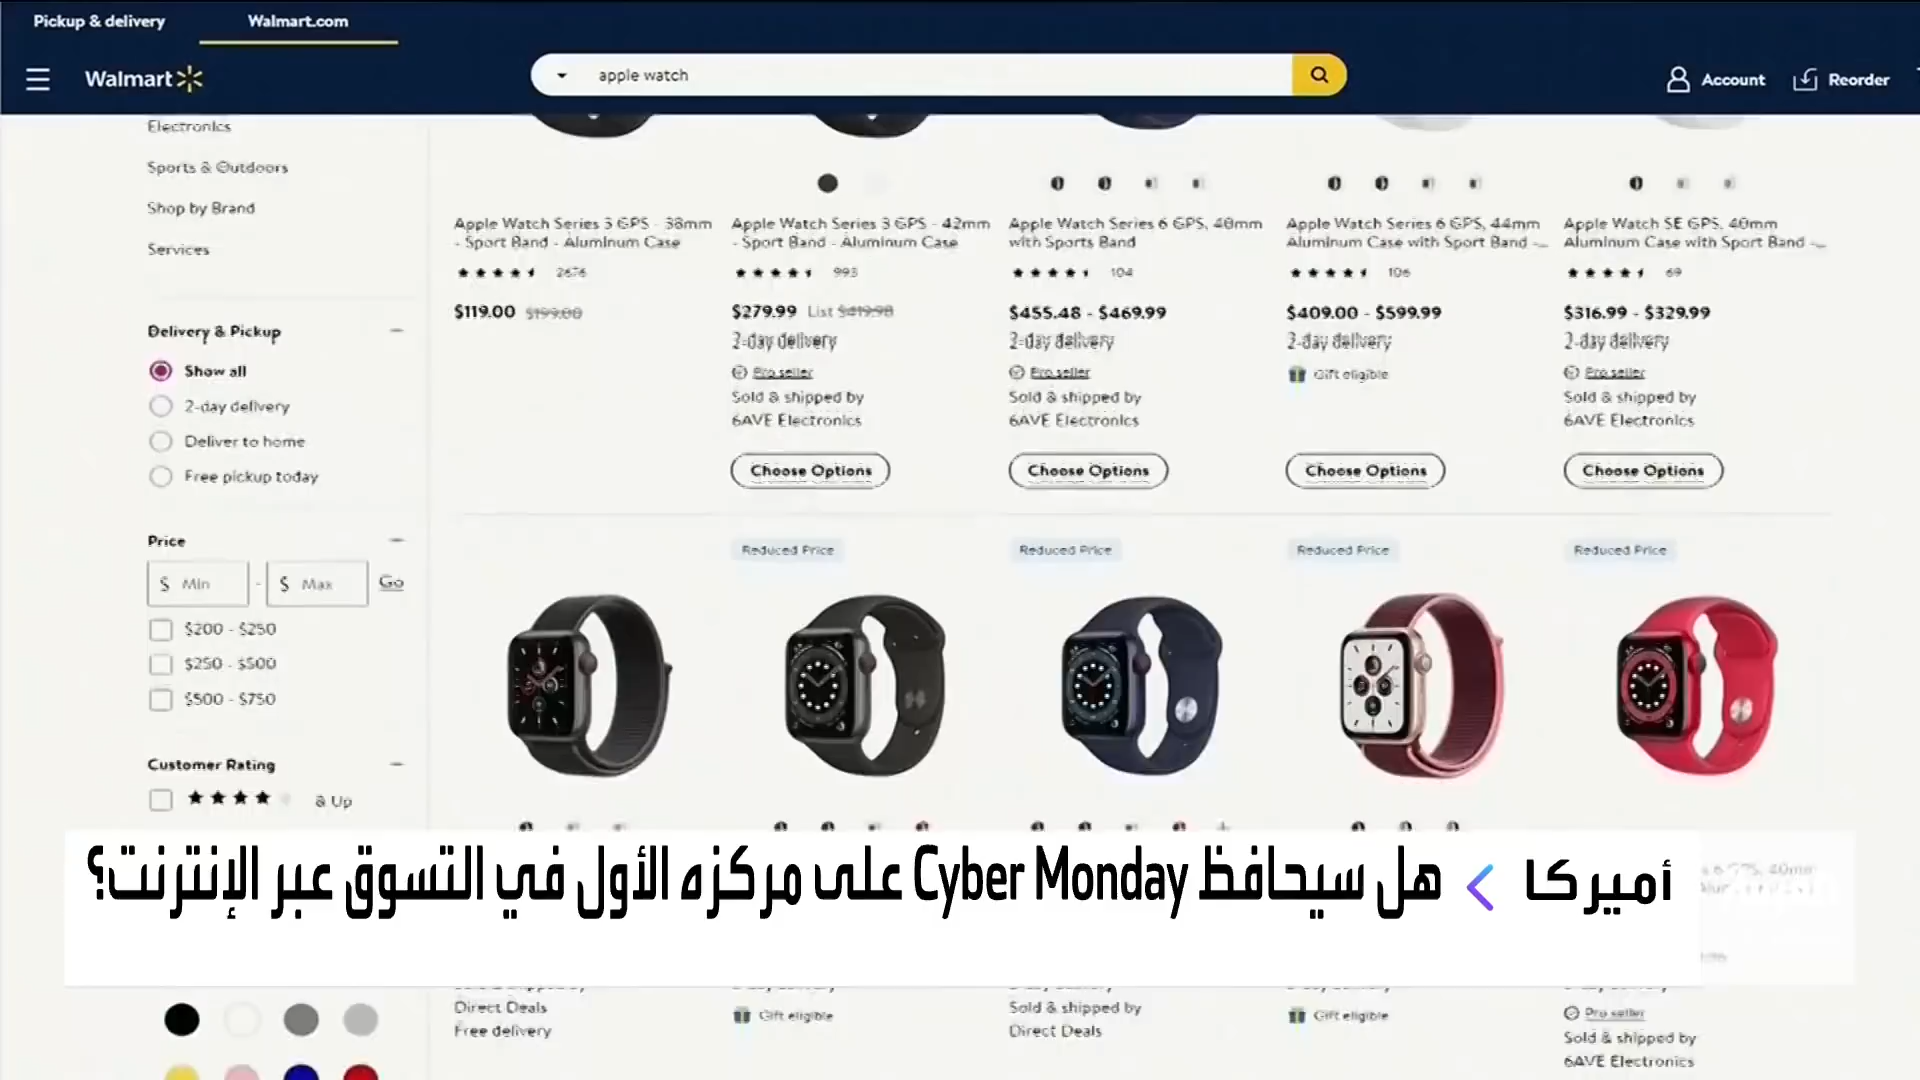 Pickup & delivery
Walmart.com
Walmart
apple watch
Account
Reorder
Electronics
Sports & Outdoors
Shop by Brand
Services
Delivery & Pickup
Show all
2-day delivery
Deliver to home
Free pickup today
Price
$ Min - $ Max Go
$200 - $250
$250 - $500
$500 - $750
Customer Rating
& Up
Apple Watch Series 3 GPS - 38mm
- Sport Band - Aluminum Case
2676
$119.00 $199.00
Apple Watch Series 3 GPS - 42mm
- Sport Band - Aluminum Case
993
$279.99 List $419.98
2-day delivery
Pro seller
Sold & shipped by
6AVE Electronics
Choose Options
Apple Watch Series 6 GPS, 40mm
with Sports Band
104
$455.48 - $469.99
2-day delivery
Pro seller
Sold & shipped by
6AVE Electronics
Choose Options
Apple Watch Series 6 GPS, 44mm
Aluminum Case with Sport Band -...
106
$409.00 - $599.99
2-day delivery
Gift eligible
Choose Options
Apple Watch SE GPS, 40mm
Aluminum Case with Sport Band -...
69
$316.99 - $329.99
2-day delivery
Pro seller
Sold & shipped by
6AVE Electronics
Choose Options
Reduced Price
Reduced Price
Reduced Price
Reduced Price
أميركا
هل سيحافظ Cyber Monday على مركزه الأول في التسوق عبر الإنترنت؟
Direct Deals
Free delivery
Gift eligible
Sold & shipped by
Direct Deals
Gift eligible
Pro seller
Sold & shipped by
6AVE Electronics